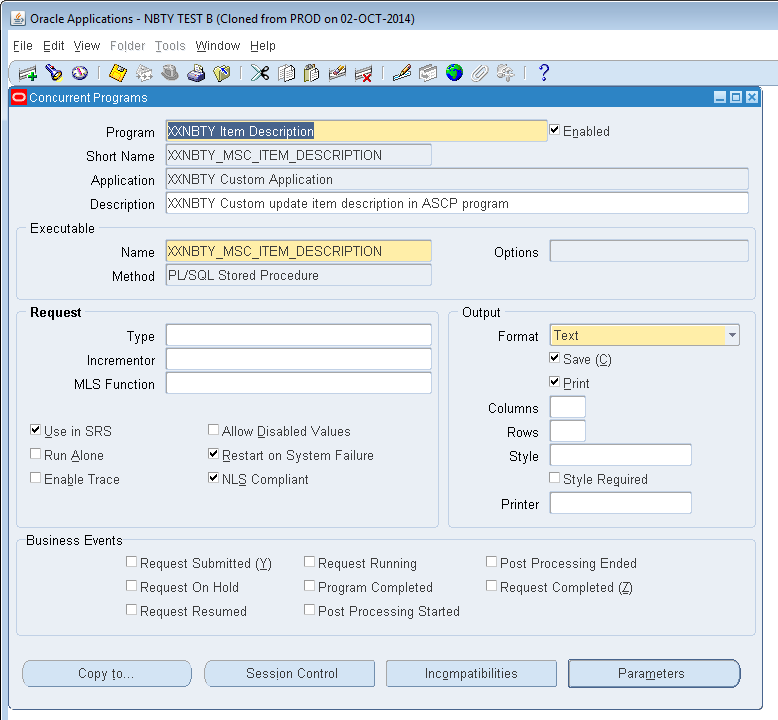 Oracle Applications - NBTY TEST B (Cloned from PROD on 02-OCT-2014)
File Edit View Folder Tools Window Help
Concurrent Programs
Program XXNBTY Item Description Enabled
Short Name XXNBTY_MSC_ITEM_DESCRIPTION
Application XXNBTY Custom Application
Description XXNBTY Custom update item description in ASCP program
Executable
Name XXNBTY_MSC_ITEM_DESCRIPTION Options
Method PL/SQL Stored Procedure
Request Output
Type Format Text
Incrementor Save (C)
MLS Function Print
Columns
Use in SRS Allow Disabled Values Rows
Run Alone Restart on System Failure Style
Enable Trace NLS Compliant Style Required
Printer
Business Events
Request Submitted (Y) Request Running Post Processing Ended
Request On Hold Program Completed Request Completed (Z)
Request Resumed Post Processing Started
Copy to... Session Control Incompatibilities Parameters